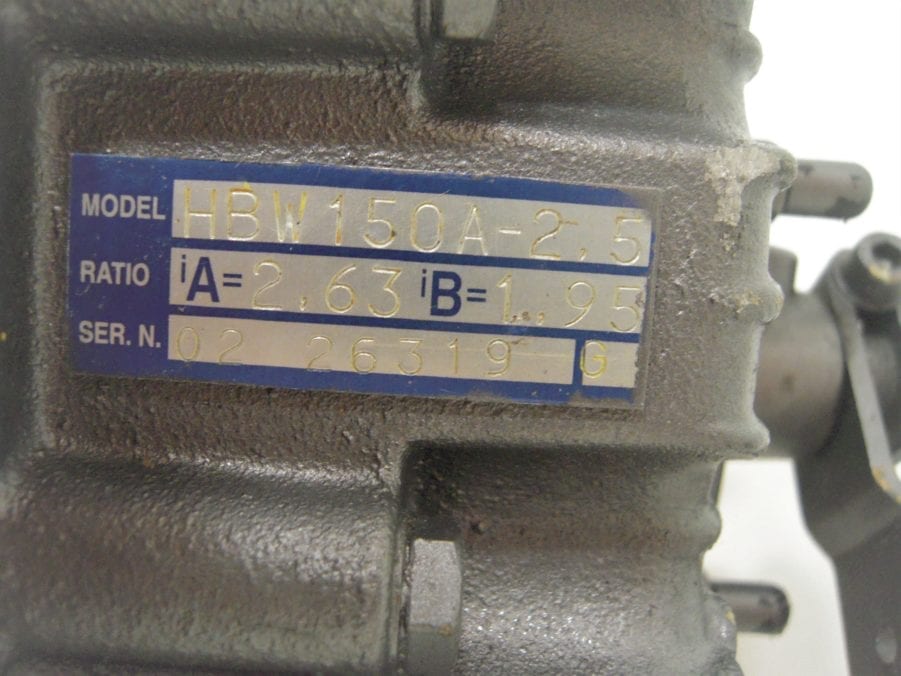 MODEL HBW150A-2,5
RATIO iA=2,63 iB=1,95
SER. N. 02 26319 G